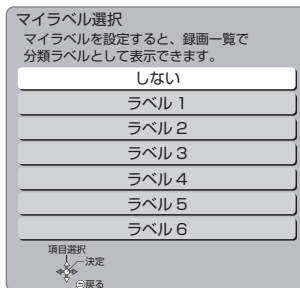 マイラベル選択
マイラベルを設定すると、録画一覧で
分類ラベルとして表示できます。
しない
ラベル 1
ラベル 2
ラベル 3
ラベル 4
ラベル 5
ラベル 6
項目選択
決定
戻る